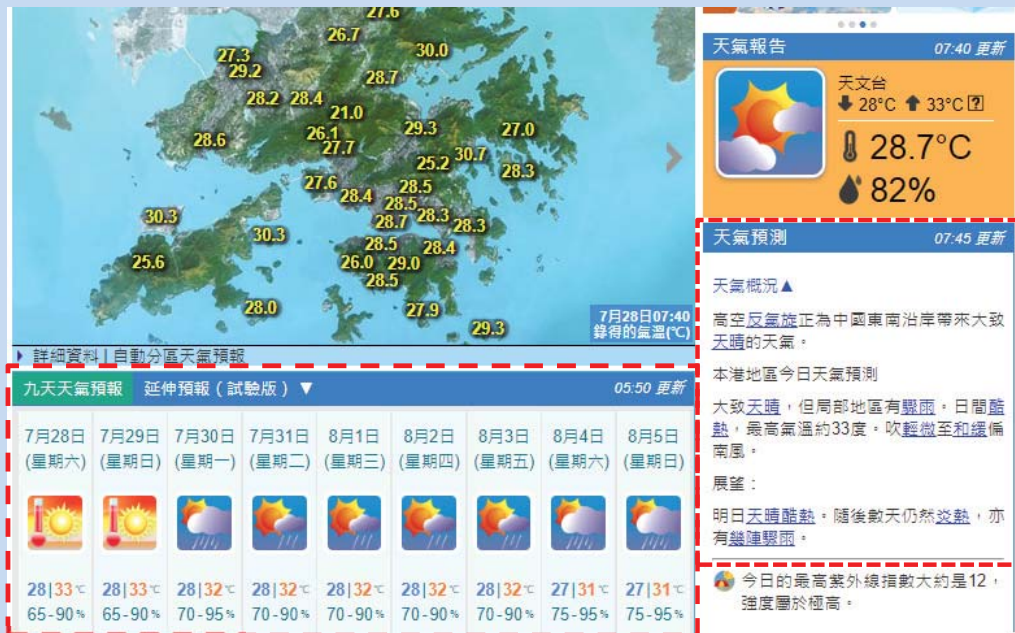 27.6
26.7
27.3
30.0
29.2
28.7
28.2 28.4
21.0
29.3
27.0
26.1
28.6
27.7
30.7
25.2
28.3
27.6
28.5
28.4
28.5
30.3
28.7 28.3
28.3
30.3
28.5
28.4
25.6
26.0 29.0
28.5
28.0
27.9
29.3
7月28日07:40
錄得的氣溫(℃)
詳細資料 | 自動分區天氣預報
九天天氣預報 延伸預報（試驗版）▼ 05:50 更新
7月28日 7月29日 7月30日 7月31日 8月1日 8月2日 8月3日 8月4日 8月5日
(星期六) (星期日) (星期一) (星期二) (星期三) (星期四) (星期五) (星期六) (星期日)
28|33℃ 28|33℃ 28|32℃ 28|32℃ 28|32℃ 28|32℃ 28|32℃ 27|31℃ 27|31℃
65-90% 65-90% 70-95% 70-90% 70-90% 70-90% 70-90% 75-95% 75-95%
天氣報告 07:40 更新
天文台
28°C 33°C ?
28.7°C
82%
天氣預測 07:45 更新
天氣概況▲
高空反氣旋正為中國東南沿岸帶來大致
天晴的天氣。
本港地區今日天氣預測
大致天晴，但局部地區有驟雨。日間酷
熱，最高氣溫約33度。吹輕微至和緩偏
南風。
展望：
明日天晴酷熱。隨後數天仍然炎熱，亦
有幾陣驟雨。
今日的最高紫外線指數大約是12，
強度屬於極高。